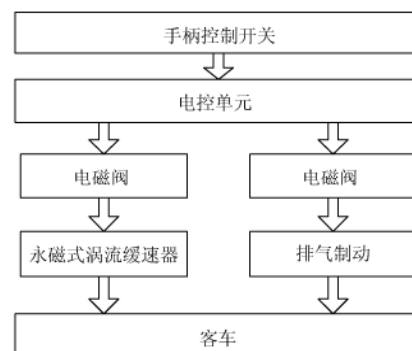 手柄控制开关
电控单元
电磁阀
电磁阀
永磁式涡流缓速器
排气制动
客车